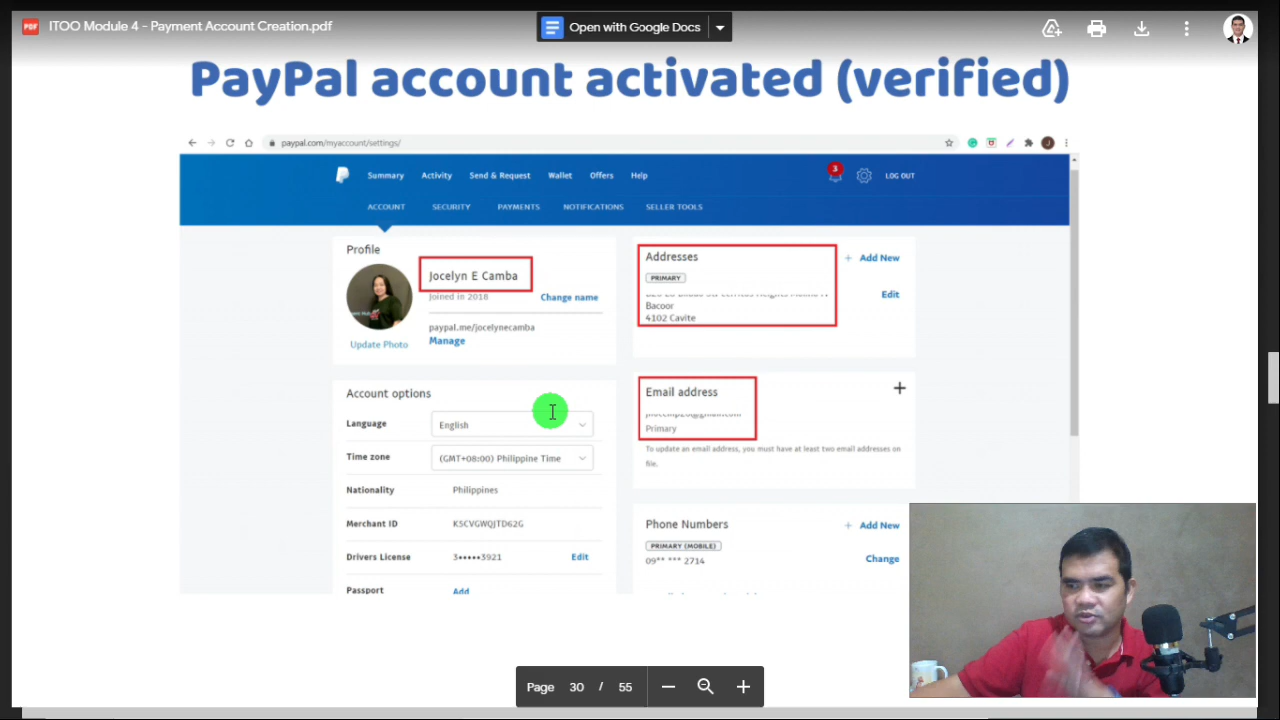 ITOO Module 4 - Payment Account Creation.pdf
Open with Google Docs
PayPal account activated (verified)
paypal.com/myaccount/settings/
Summary Activity Send & Request Wallet Offers Help 3 LOG OUT
ACCOUNT SECURITY PAYMENTS NOTIFICATIONS SELLER TOOLS
Profile
Jocelyn E Camba
Joined in 2018 Change name
paypal.me/jocelynecamba
Manage
Update Photo
Addresses
Add New
PRIMARY
Edit
Bacoor
4102 Cavite
Account options
Language English
Time zone (GMT+08:00) Philippine Time
Nationality Philippines
Merchant ID K5CVGWQJTD62G
Drivers License 3•••••3921 Edit
Passport Add
Email address
Primary
To update an email address, you must have at least two email addresses on
file.
Phone Numbers Add New
PRIMARY (MOBILE)
09** *** 2714 Change
Page 30 / 55